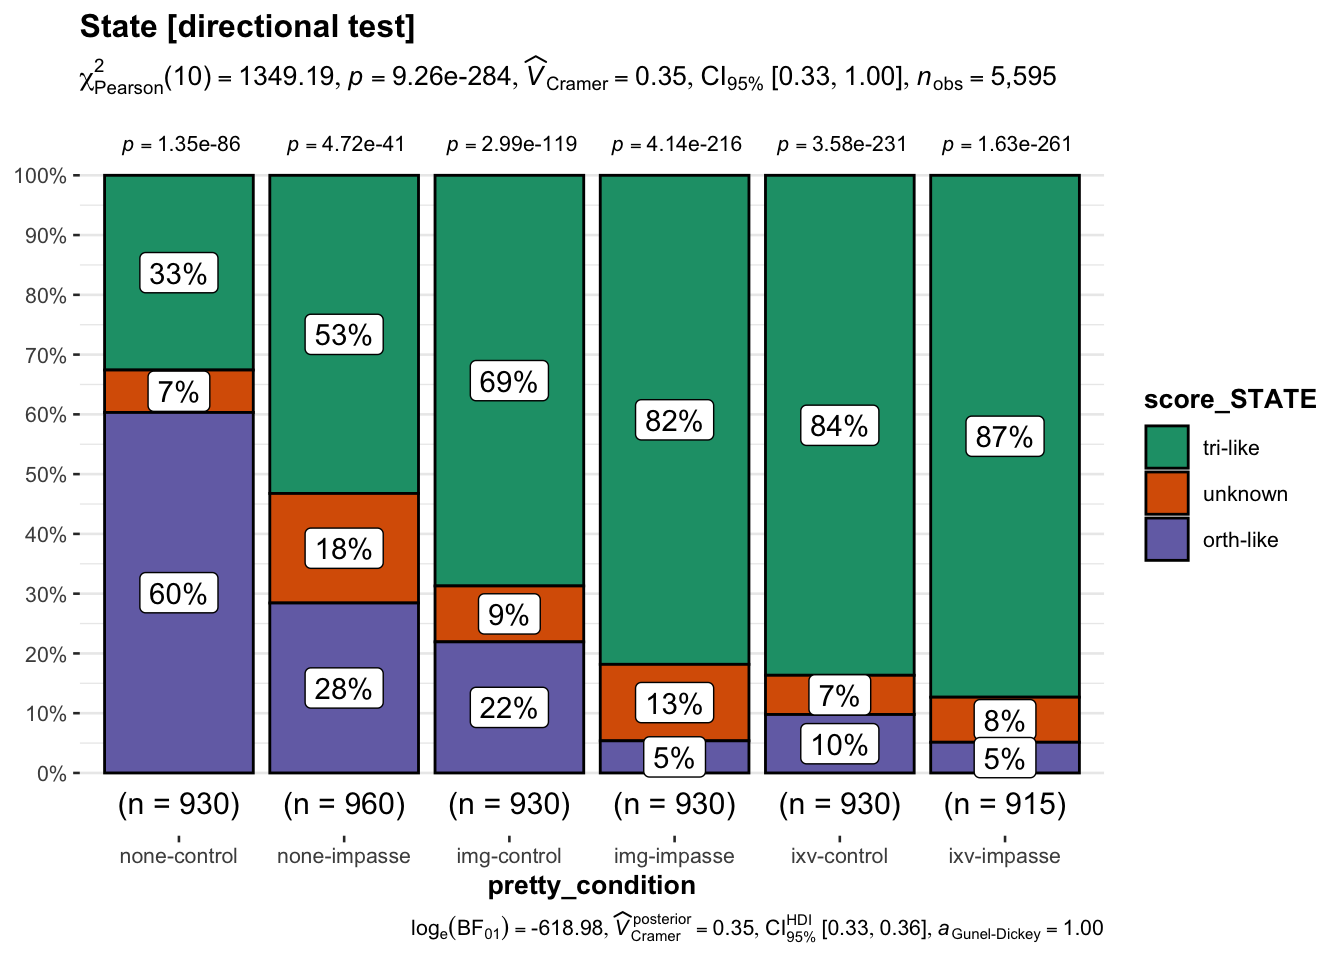 State [directional test]
χ²Pearson(10) = 1349.19, p = 9.26e-284, V̂Cramer = 0.35, CI95% [0.33, 1.00], nobs = 5,595
p = 1.35e-86 p = 4.72e-41 p = 2.99e-119 p = 4.14e-216 p = 3.58e-231 p = 1.63e-261
100%
90%
80%
70%
60%
50%
40%
30%
20%
10%
0%
33%
7%
60%
53%
18%
28%
69%
9%
22%
82%
13%
5%
84%
7%
10%
87%
8%
5%
(n = 930) (n = 960) (n = 930) (n = 930) (n = 930) (n = 915)
none-control none-impasse img-control img-impasse ixv-control ixv-impasse
pretty_condition
score_STATE
tri-like
unknown
orth-like
loge(BF01) = -618.98, V̂Cramer posterior = 0.35, CI95% HDI [0.33, 0.36], aGunel-Dickey = 1.00